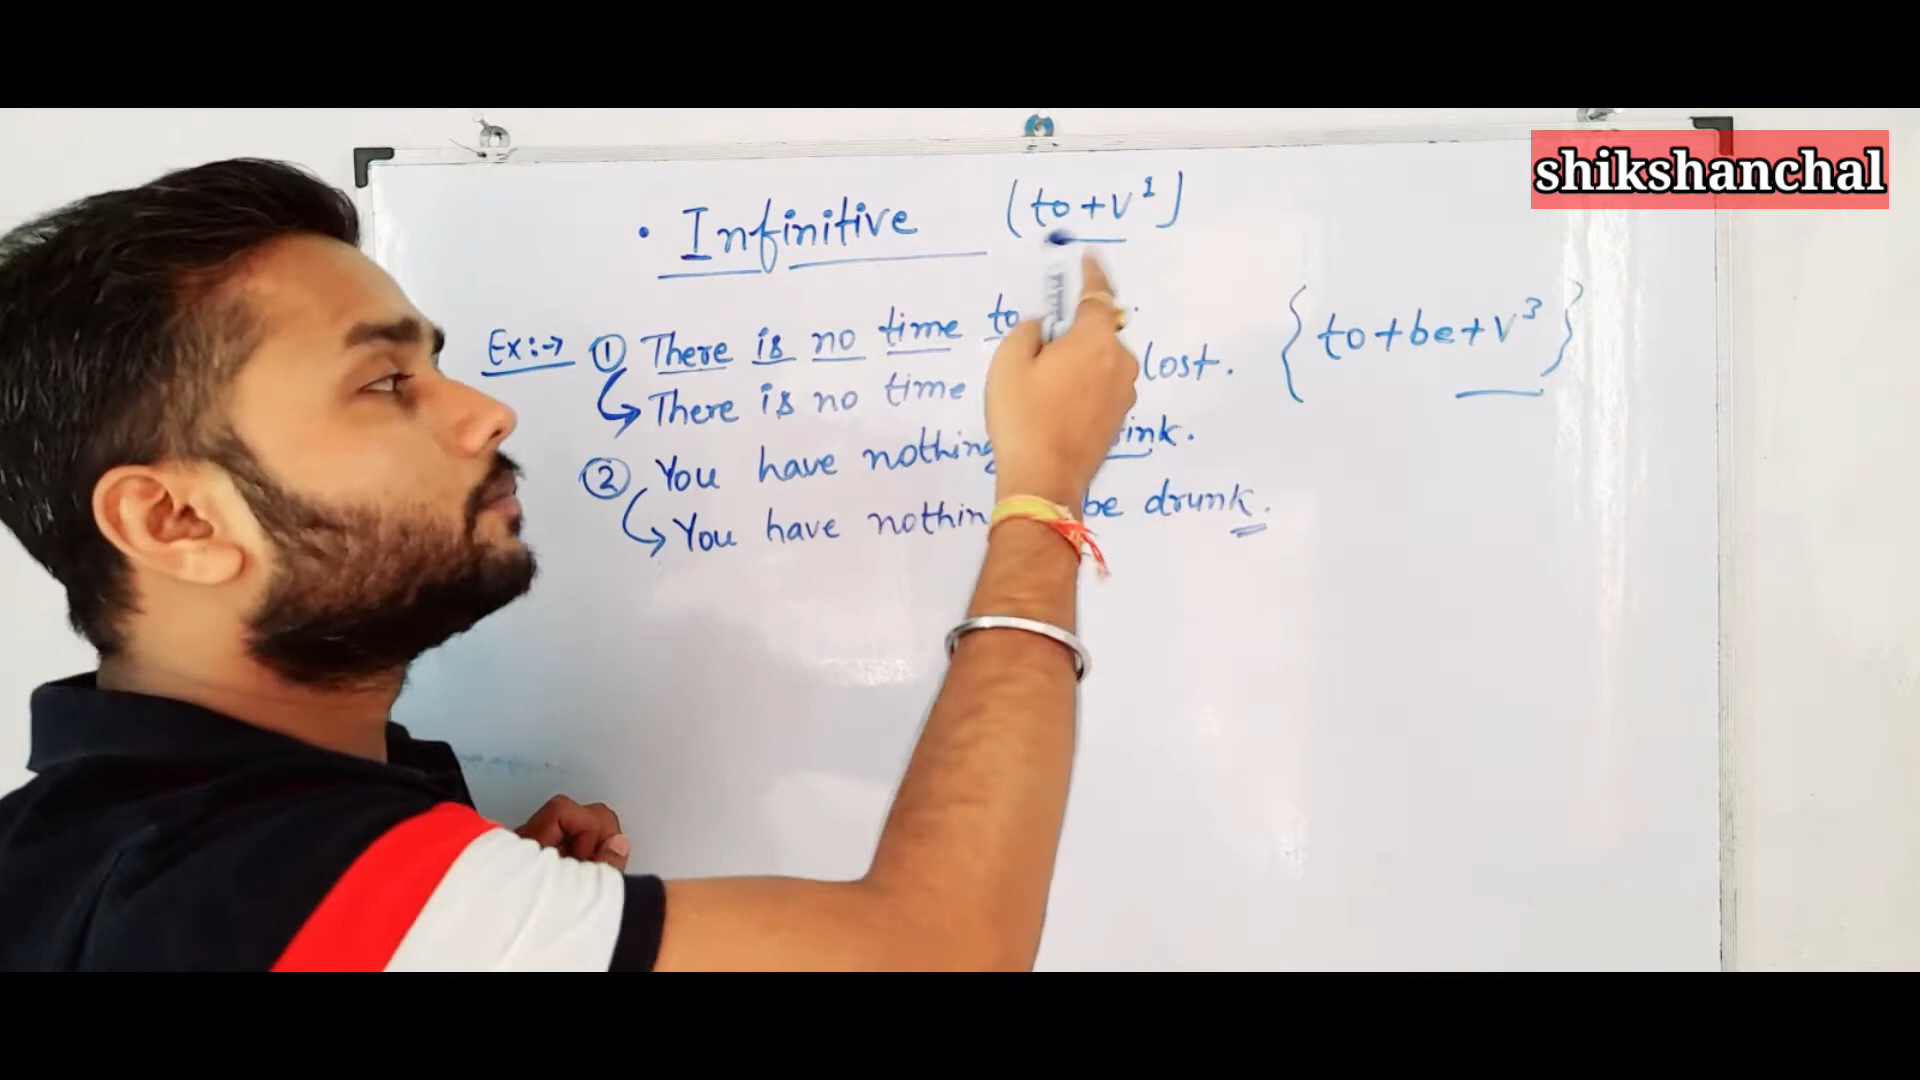 shikshanchal
• Infinitive (to+v¹)
Ex:→ ① There is no time to
There is no time lost. {to+be+v³}
② You have nothing ink.
You have nothin be drunk.